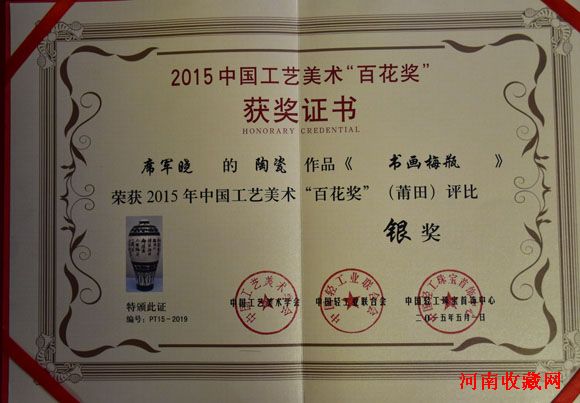 2015中国工艺美术“百花奖”
获奖证书
HONORARY CREDENTIAL
席军晓 的 陶瓷 作品《 书画梅瓶 》
荣获 2015 年中国工艺美术“百花奖”（莆田）评比
银奖
特颁此证
编号：PT15-2019
中国工艺美术学会 中国轻工业联合会 中国轻工珠宝首饰中心
二〇一五年五月一日
河南收藏网